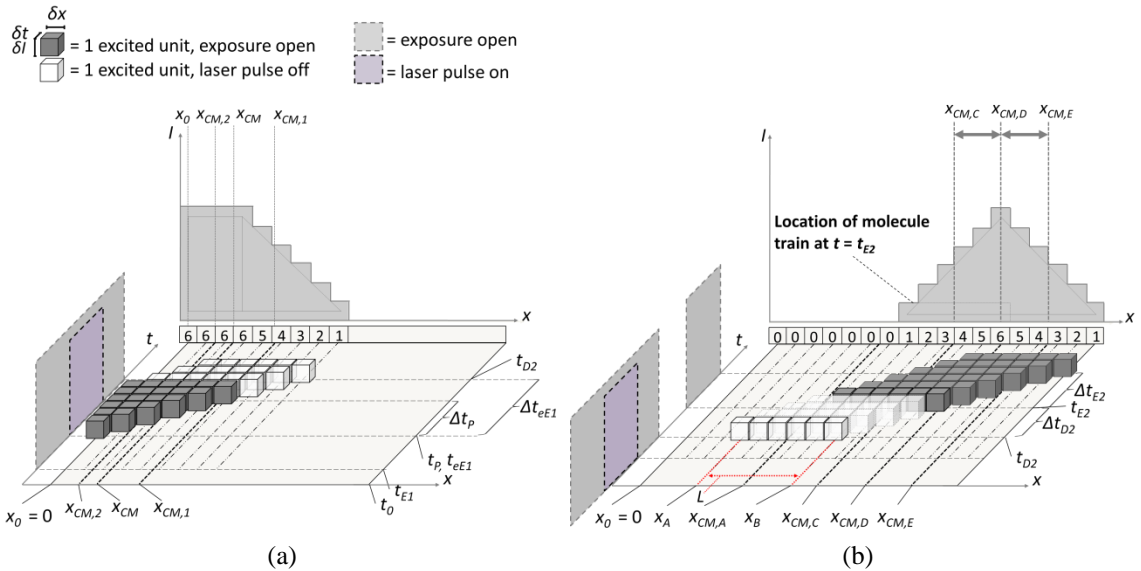 δx
δt
δI
= 1 excited unit, exposure open
= 1 excited unit, laser pulse off
= exposure open
= laser pulse on
x0 xCM,2 xCM xCM,1
I
x
6 6 6 6 5 4 3 2 1
t
tD2
ΔteE1
ΔtP
tP, teE1
x
tE1
t0
x0 = 0 xCM,2 xCM xCM,1
(a)
xCM,C xCM,D xCM,E
I
Location of molecule
train at t = tE2
x
0 0 0 0 0 0 0 1 2 3 4 5 6 5 4 3 2 1
t
ΔtE2
tE2
ΔtD2
tD2
L
x
x0 = 0 xA xCM,A xB xCM,C xCM,D xCM,E
(b)